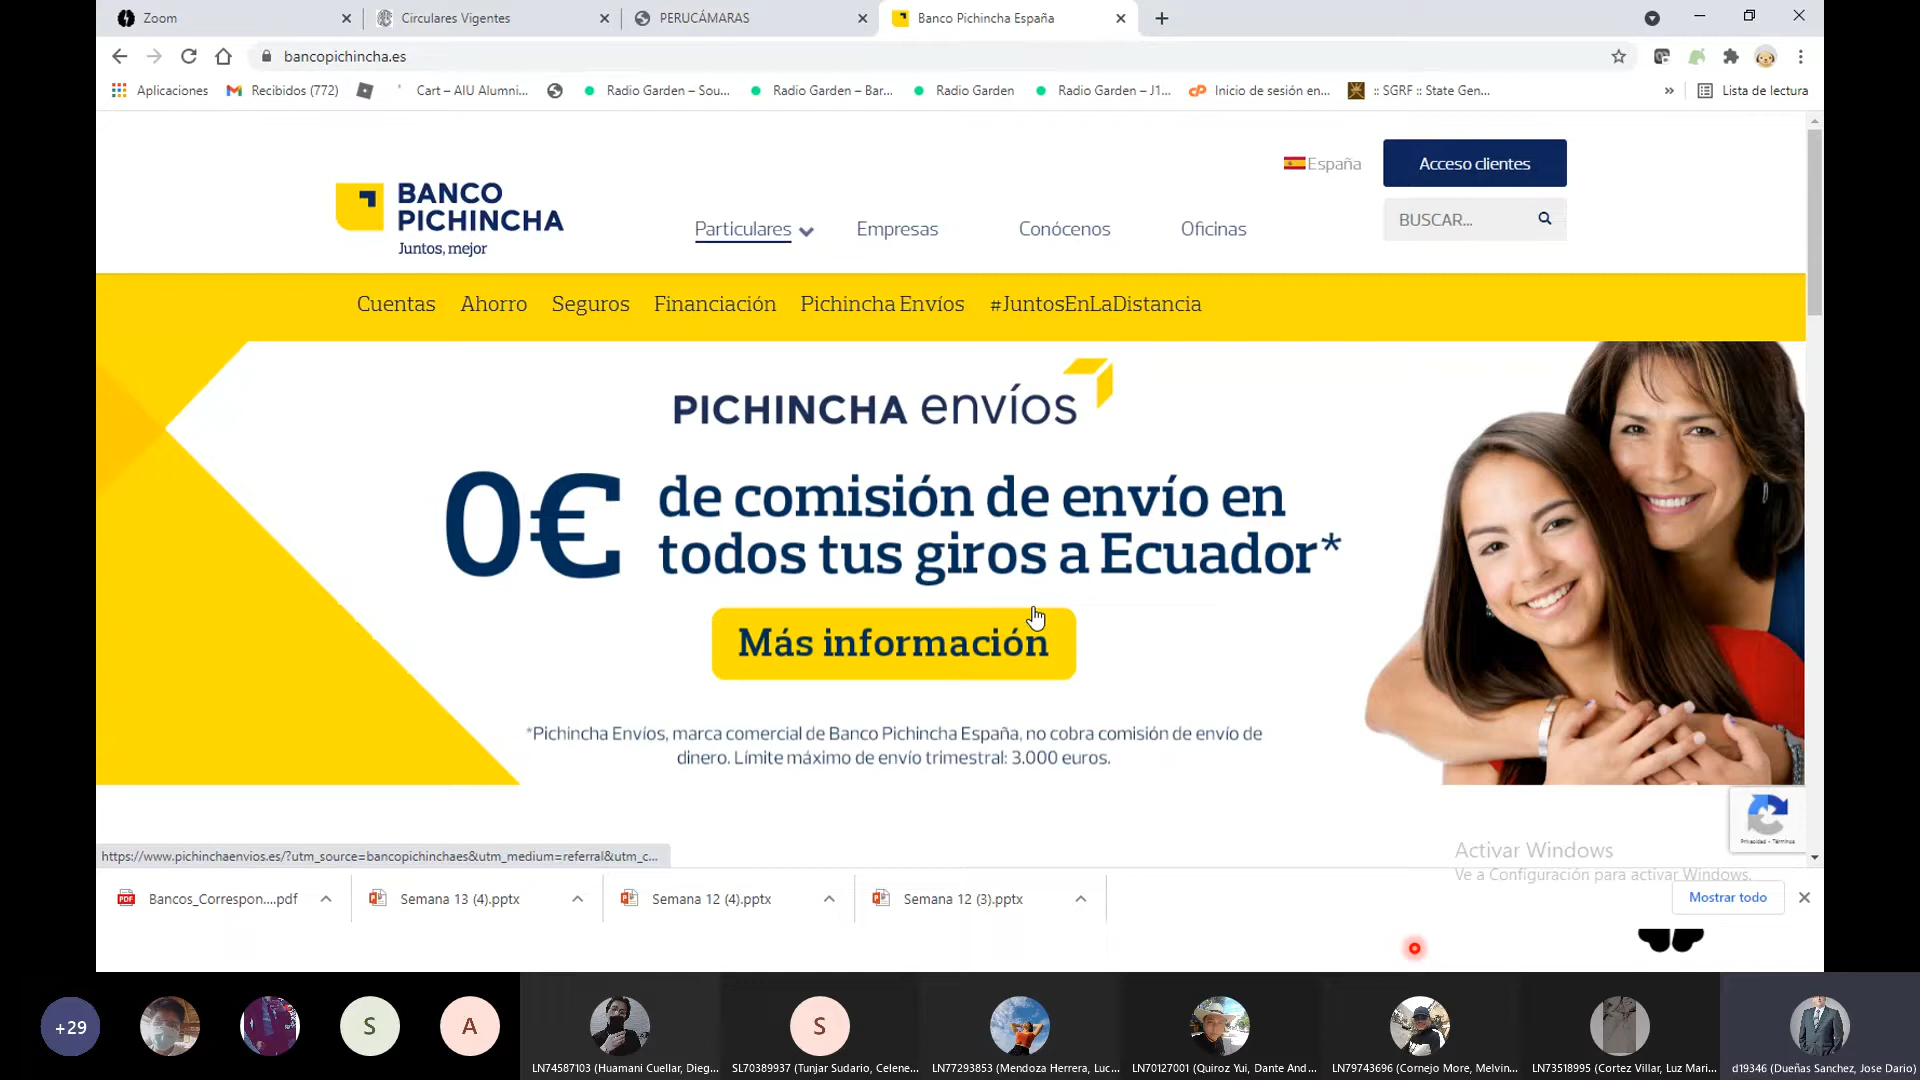 Zoom
Circulares Vigentes
PERUCÁMARAS
Banco Pichincha España
bancopichincha.es
Aplicaciones
Recibidos (772)
Cart – AIU Alumni...
Radio Garden – Sou...
Radio Garden – Bar...
Radio Garden
Radio Garden – J1...
Inicio de sesión en...
:: SGRF :: State Gen...
»
Lista de lectura
España
Acceso clientes
BANCO
PICHINCHA
Juntos, mejor
Particulares
Empresas
Conócenos
Oficinas
BUSCAR...
Cuentas
Ahorro
Seguros
Financiación
Pichincha Envíos
#JuntosEnLaDistancia
PICHINCHA envíos
0€
de comisión de envío en
todos tus giros a Ecuador*
Más información
*Pichincha Envíos, marca comercial de Banco Pichincha España, no cobra comisión de envío de
dinero. Límite máximo de envío trimestral: 3.000 euros.
Privacidad - Términos
https://www.pichinchaenvios.es/?utm_source=bancopichinchaes&utm_medium=referral&utm_c...
Activar Windows
Ve a Configuración para activar Windows.
Bancos_Correspon....pdf
Semana 13 (4).pptx
Semana 12 (4).pptx
Semana 12 (3).pptx
Mostrar todo
+29
S
A
S
LN74587103 (Huamani Cuellar, Dieg...
SL70389937 (Tunjar Sudario, Celene...
LN77293853 (Mendoza Herrera, Luc...
LN70127001 (Quiroz Yui, Dante And...
LN79743696 (Cornejo More, Melvin...
LN73518995 (Cortez Villar, Luz Mari...
d19346 (Dueñas Sanchez, Jose Dario)